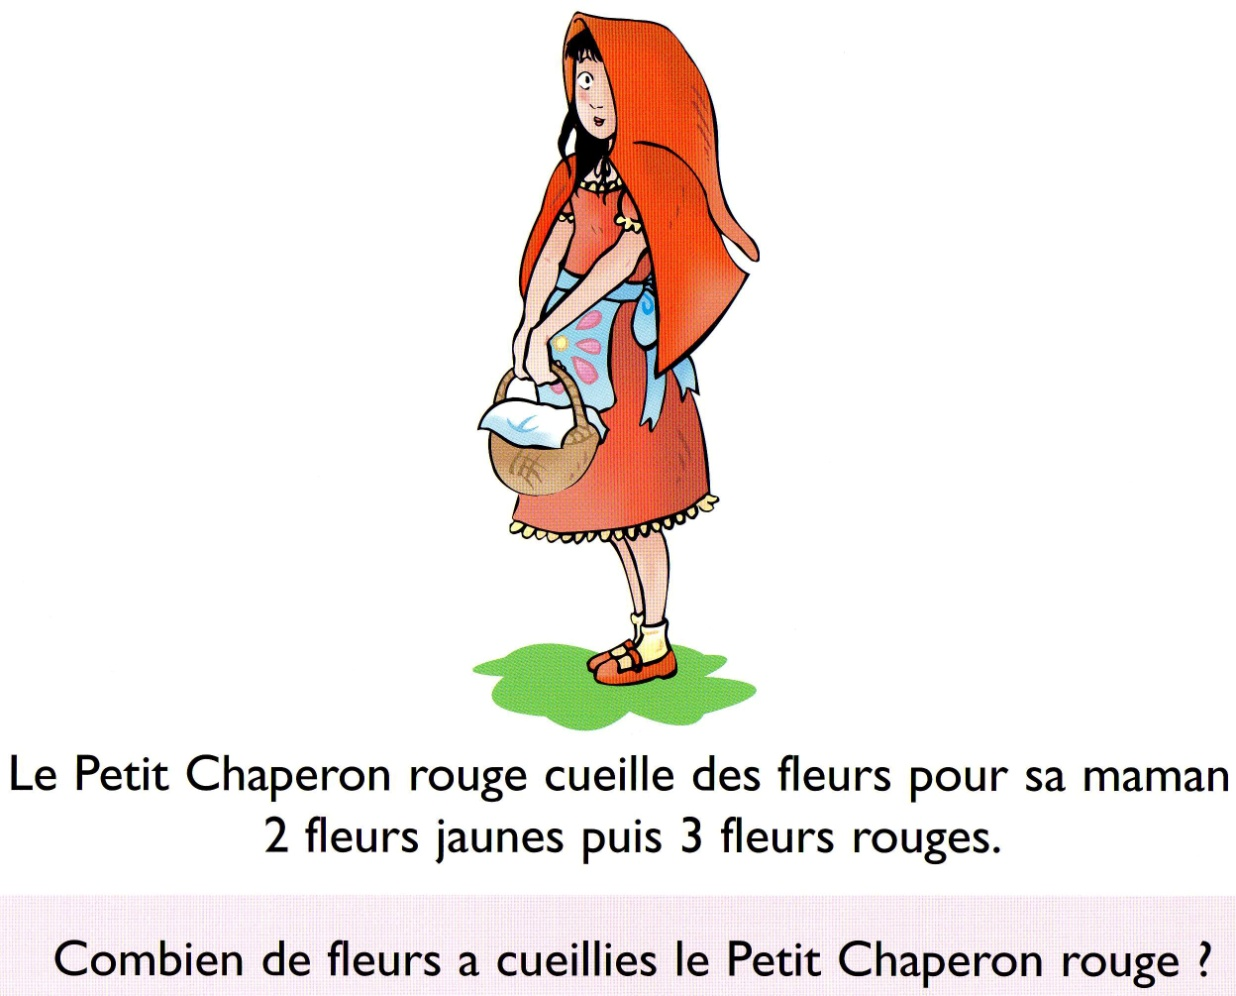 Le Petit Chaperon rouge cueille des fleurs pour sa maman
2 fleurs jaunes puis 3 fleurs rouges.
Combien de fleurs a cueillies le Petit Chaperon rouge ?